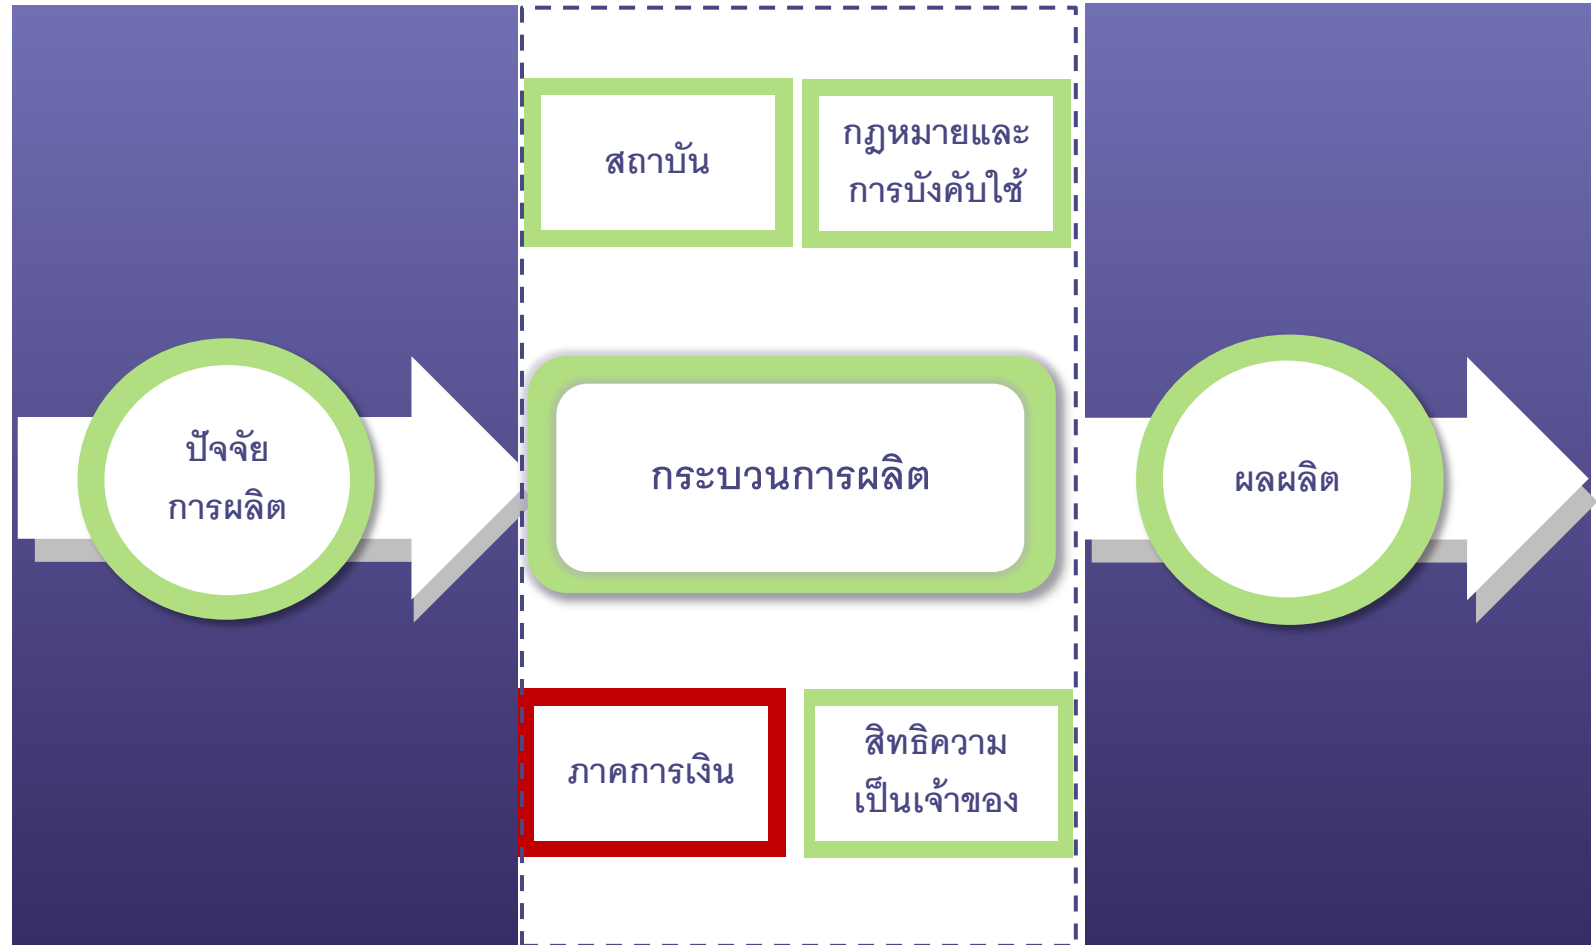 สถาบัน
กฎหมายและ
การบังคับใช้
ปัจจัย
การผลิต
กระบวนการผลิต
ผลผลิต
ภาคการเงิน
สิทธิความ
เป็นเจ้าของ